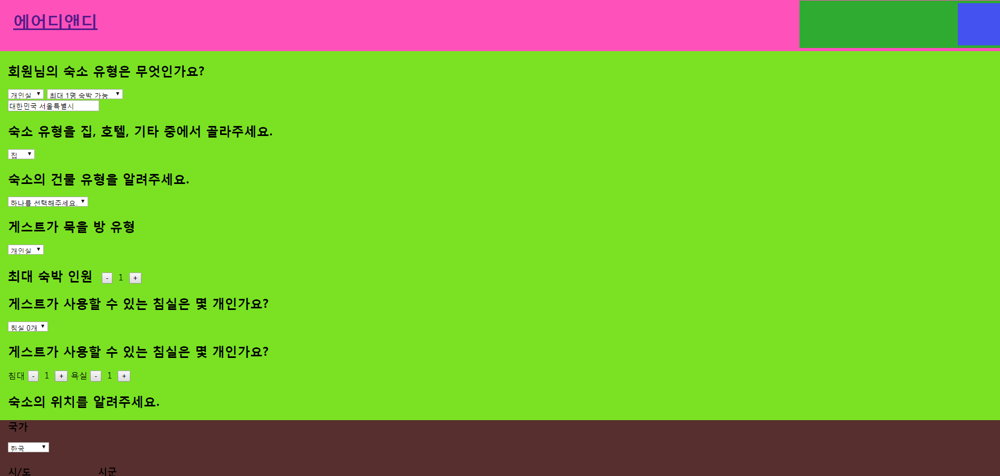 에어디앤디
회원님의 숙소 유형은 무엇인가요?
개인실 최대 1명 숙박 가능
대한민국 서울특별시
숙소 유형을 집, 호텔, 기타 중에서 골라주세요.
집
숙소의 건물 유형을 알려주세요.
하나를 선택해주세요.
게스트가 묵을 방 유형
개인실
최대 숙박 인원 - 1 +
게스트가 사용할 수 있는 침실은 몇 개인가요?
침실 0개
게스트가 사용할 수 있는 침실은 몇 개인가요?
침대 - 1 + 욕실 - 1 +
숙소의 위치를 알려주세요.
국가
한국
시/도 시군